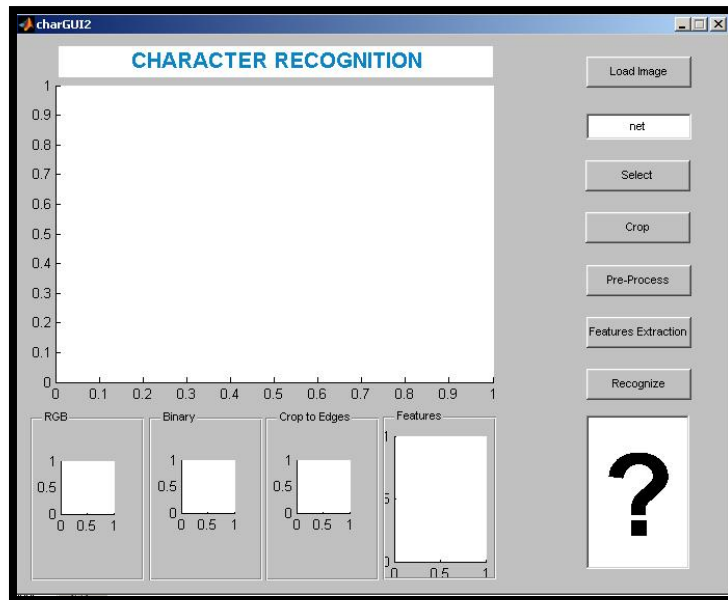 charGUI2
CHARACTER RECOGNITION
1
0.9
0.8
0.7
0.6
0.5
0.4
0.3
0.2
0.1
0
0 0.1 0.2 0.3 0.4 0.5 0.6 0.7 0.8 0.9 1
Load Image
net
Select
Crop
Pre-Process
Features Extraction
Recognize
RGB
1
0.5
0
0 0.5 1
Binary
1
0.5
0
0 0.5 1
Crop to Edges
1
0.5
0
0 0.5 1
Features
1
5
0
0 0.5 1
?